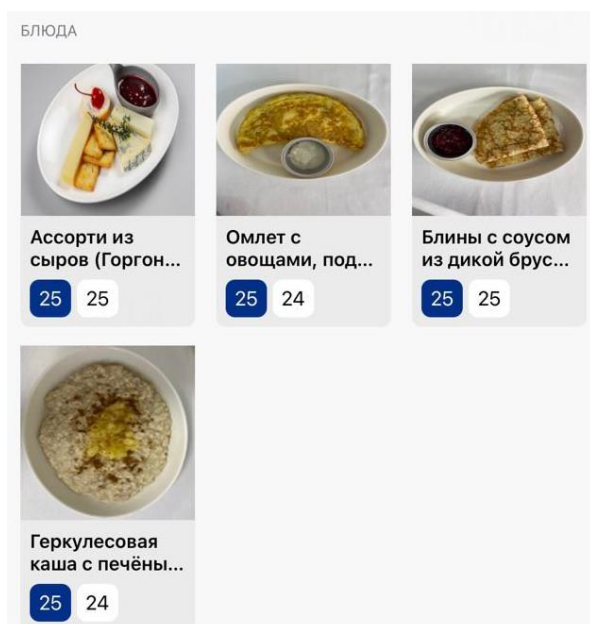 БЛЮДА
Ассорти из
сыров (Горгон...
25 25
Омлет с
овощами, под...
25 24
Блины с соусом
из дикой брус...
25 25
Геркулесовая
каша с печёны...
25 24